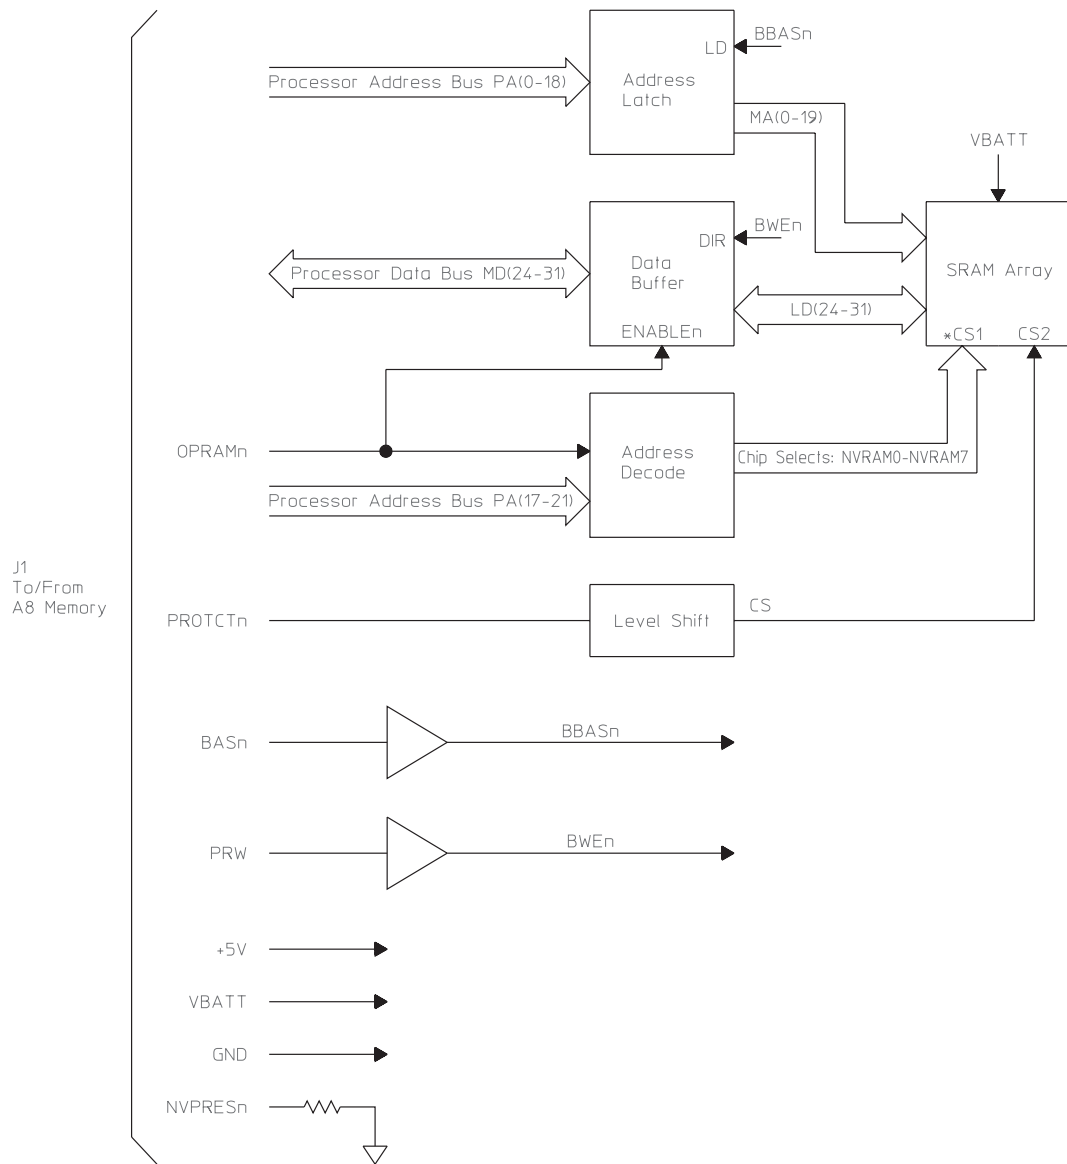 BBASn
LD
Processor Address Bus PA(0-18)
Address
Latch
MA(0-19)
VBATT
BWEn
DIR
Data
Buffer
Processor Data Bus MD(24-31)
SRAM Array
LD(24-31)
ENABLEn
*CS1
CS2
OPRAMn
Address
Decode
Chip Selects: NVRAM0-NVRAM7
Processor Address Bus PA(17-21)
J1
To/From
A8 Memory
PROTCTn
Level Shift
CS
BASn
BBASn
PRW
BWEn
+5V
VBATT
GND
NVPRESn